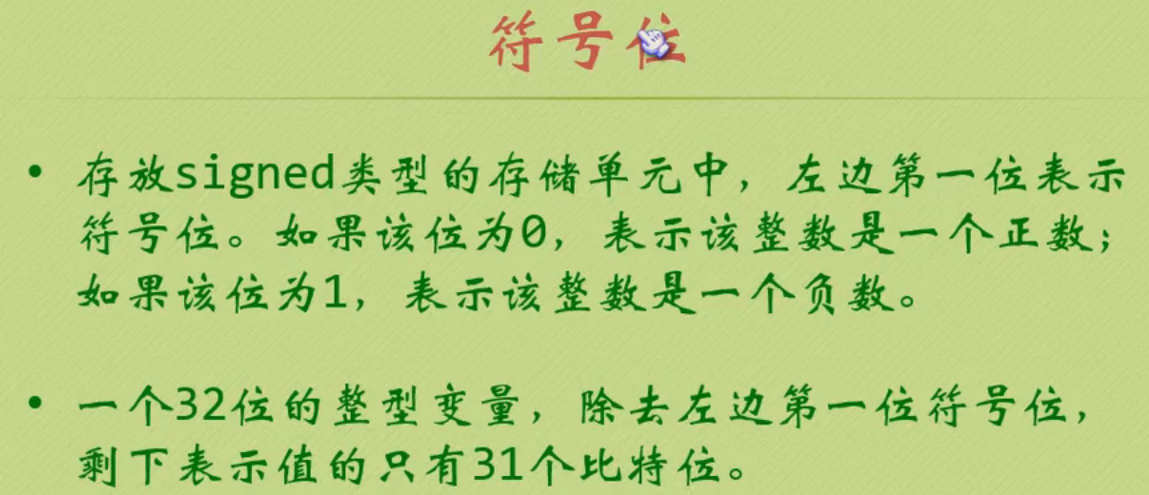 符号位
• 存放signed类型的存储单元中，左边第一位表示
符号位。如果该位为0，表示该整数是一个正数；
如果该位为1，表示该整数是一个负数。
• 一个32位的整型变量，除去左边第一位符号位，
剩下表示值的只有31个比特位。